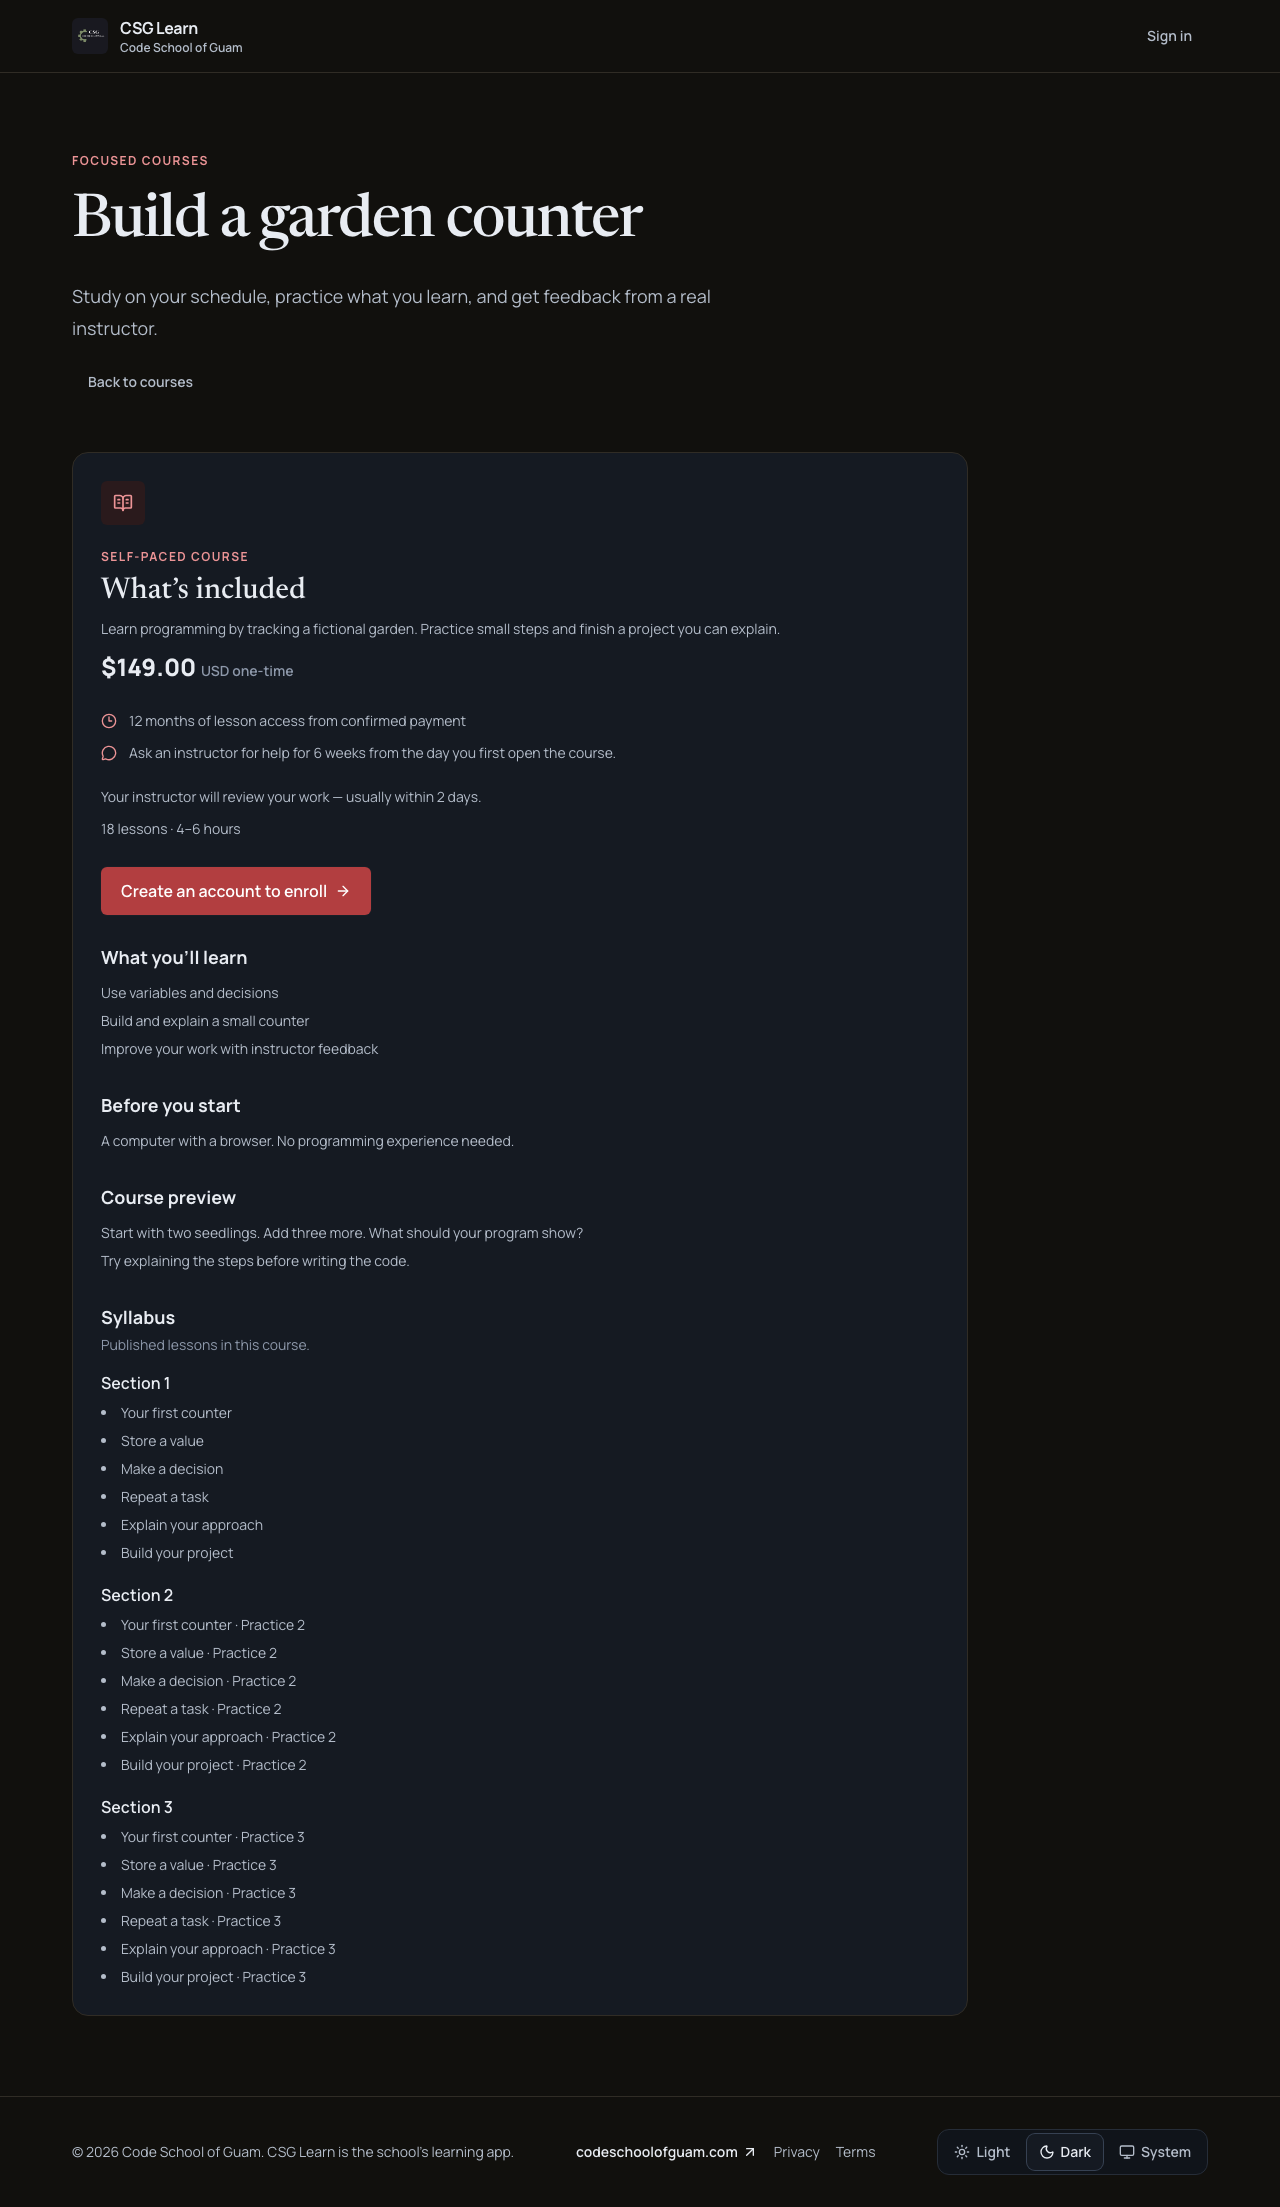 CSG Learn
Code School of Guam
Sign in
FOCUSED COURSES
Build a garden counter
Study on your schedule, practice what you learn, and get feedback from a real
instructor.
Back to courses
SELF-PACED COURSE
What’s included
Learn programming by tracking a fictional garden. Practice small steps and finish a project you can explain.
$149.00 USD one-time
12 months of lesson access from confirmed payment
Ask an instructor for help for 6 weeks from the day you first open the course.
Your instructor will review your work — usually within 2 days.
18 lessons · 4–6 hours
Create an account to enroll →
What you’ll learn
Use variables and decisions
Build and explain a small counter
Improve your work with instructor feedback
Before you start
A computer with a browser. No programming experience needed.
Course preview
Start with two seedlings. Add three more. What should your program show?
Try explaining the steps before writing the code.
Syllabus
Published lessons in this course.
Section 1
• Your first counter
• Store a value
• Make a decision
• Repeat a task
• Explain your approach
• Build your project
Section 2
• Your first counter · Practice 2
• Store a value · Practice 2
• Make a decision · Practice 2
• Repeat a task · Practice 2
• Explain your approach · Practice 2
• Build your project · Practice 2
Section 3
• Your first counter · Practice 3
• Store a value · Practice 3
• Make a decision · Practice 3
• Repeat a task · Practice 3
• Explain your approach · Practice 3
• Build your project · Practice 3
© 2026 Code School of Guam. CSG Learn is the school’s learning app.
codeschoolofguam.com ↗ Privacy Terms
Light Dark System